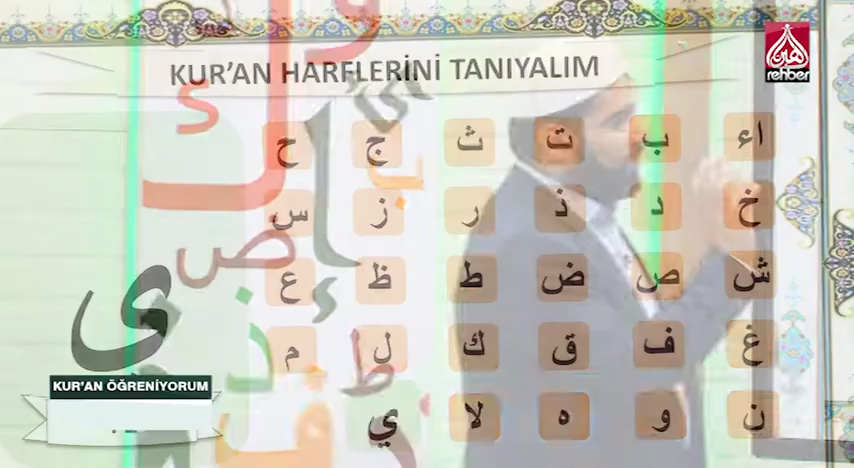 KUR'AN HARFLERİNİ TANIYALIM
اء ب ت ث ج ح
خ د ذ ر ز س
ش ص ض ط ظ ع
غ ف ق ك ل م
ن و ه لا ي
KUR'AN ÖĞRENİYORUM
rehber